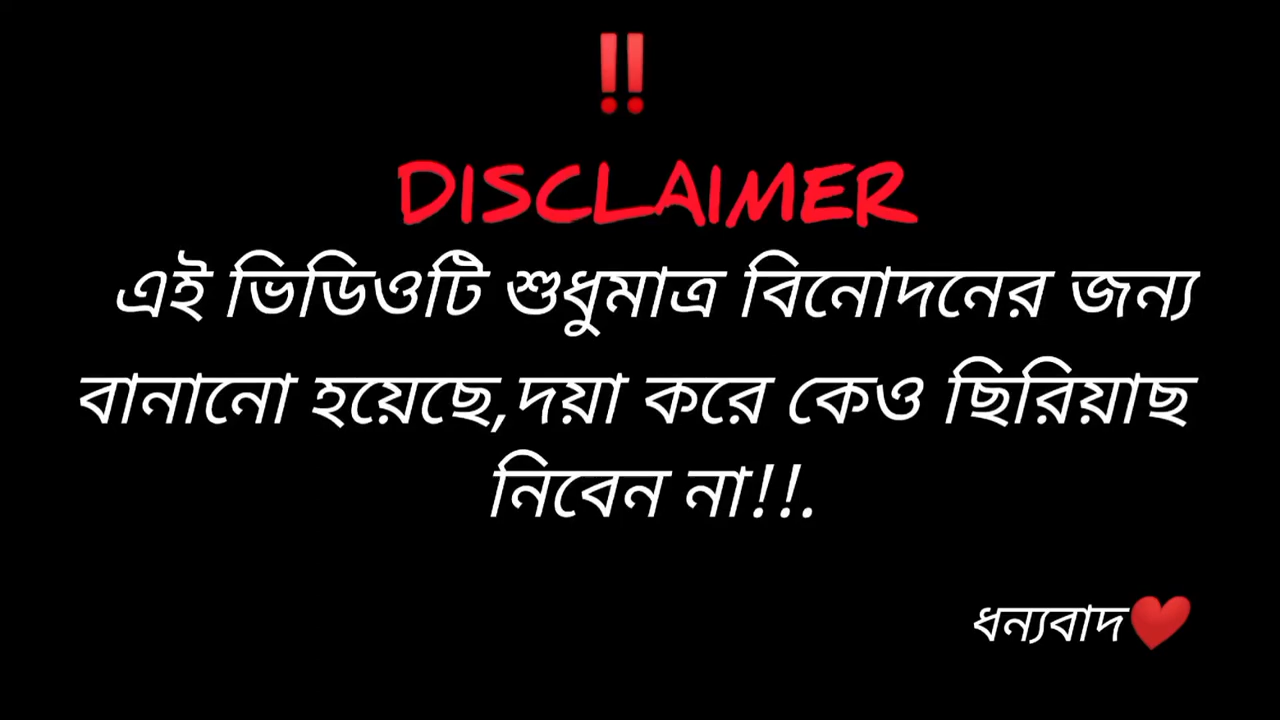 ‼
DISCLAIMER
এই ভিডিওটি শুধুমাত্র বিনোদনের জন্য
বানানো হয়েছে,দয়া করে কেও ছিরিয়াছ
নিবেন না!!.
ধন্যবাদ❤